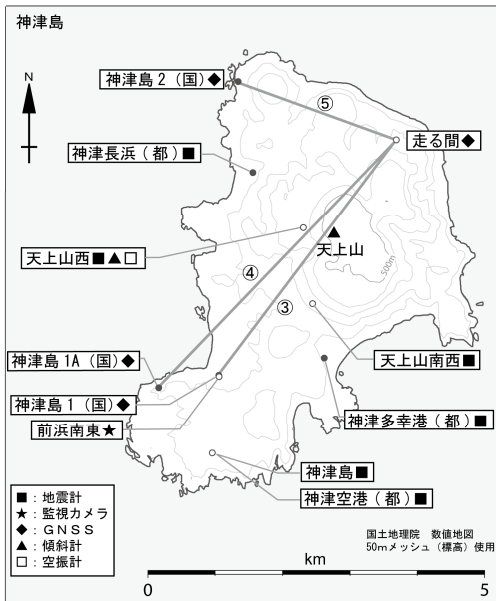 神津島
N
神津島2（国）◆
⑤
走る間◆
神津長浜（都）■
天上山西■▲□
天上山
500m
④
③
天上山南西■
神津島1A（国）◆
神津島1（国）◆
前浜南東★
神津多幸港（都）■
神津島■
神津空港（都）■
■：地震計
★：監視カメラ
◆：GNSS
▲：傾斜計
□：空振計
国土地理院　数値地図
50mメッシュ（標高）使用
km
0 5